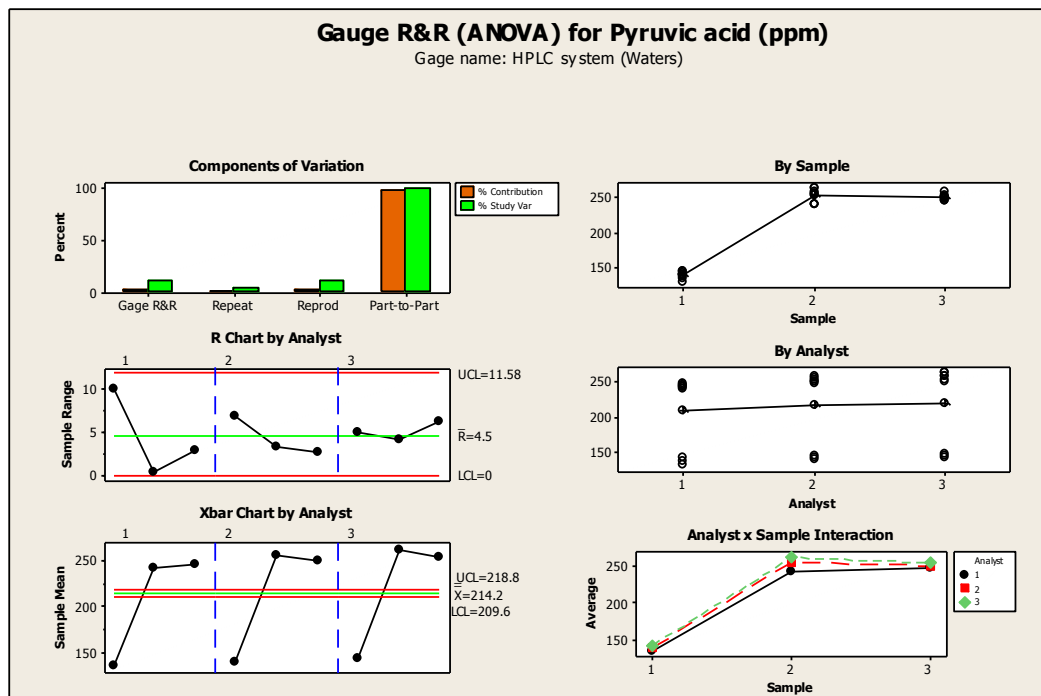 Gauge R&R (ANOVA) for Pyruvic acid (ppm)
Gage name: HPLC system (Waters)
Components of Variation
100
50
0
Percent
Gage R&R Repeat Reprod Part-to-Part
% Contribution
% Study Var
R Chart by Analyst
1 2 3
10
5
0
Sample Range
UCL=11.58
R=4.5
LCL=0
Xbar Chart by Analyst
1 2 3
250
200
150
Sample Mean
UCL=218.8
X=214.2
LCL=209.6
By Sample
250
200
150
1 2 3
Sample
By Analyst
250
200
150
1 2 3
Analyst
Analyst x Sample Interaction
250
200
150
Average
1 2 3
Sample
Analyst
1
2
3